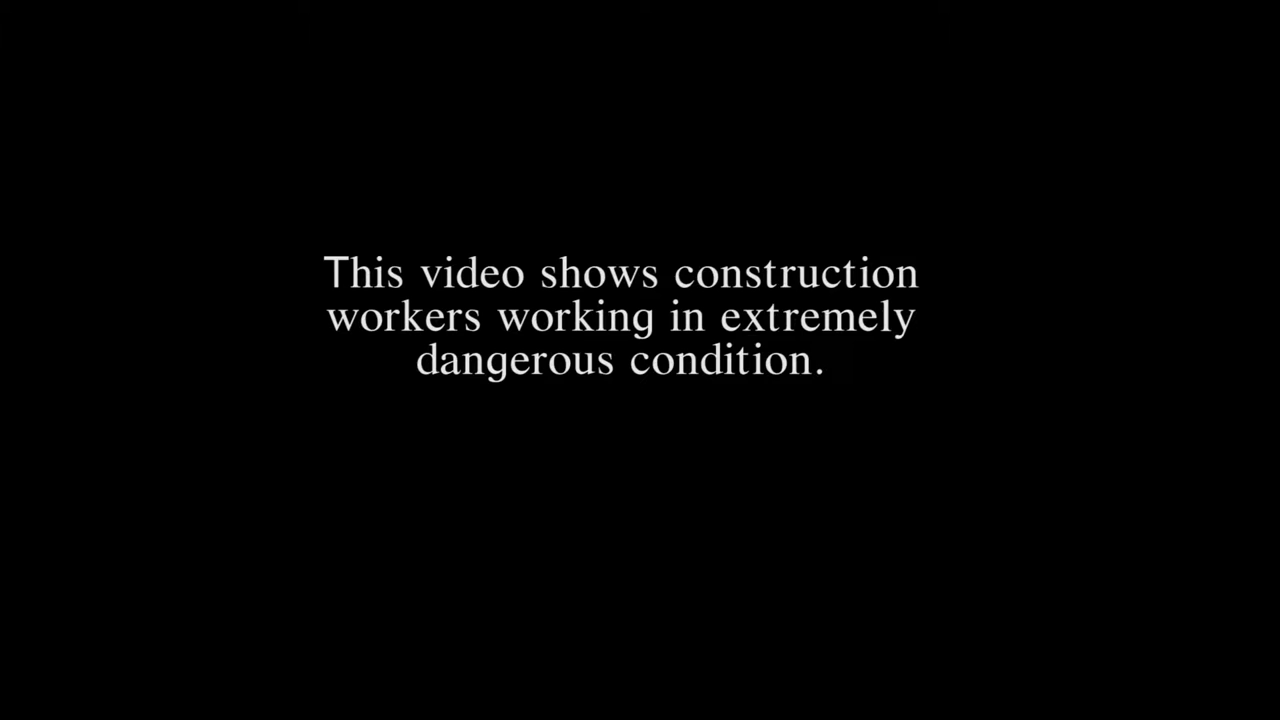 This video shows construction
workers working in extremely
dangerous condition.